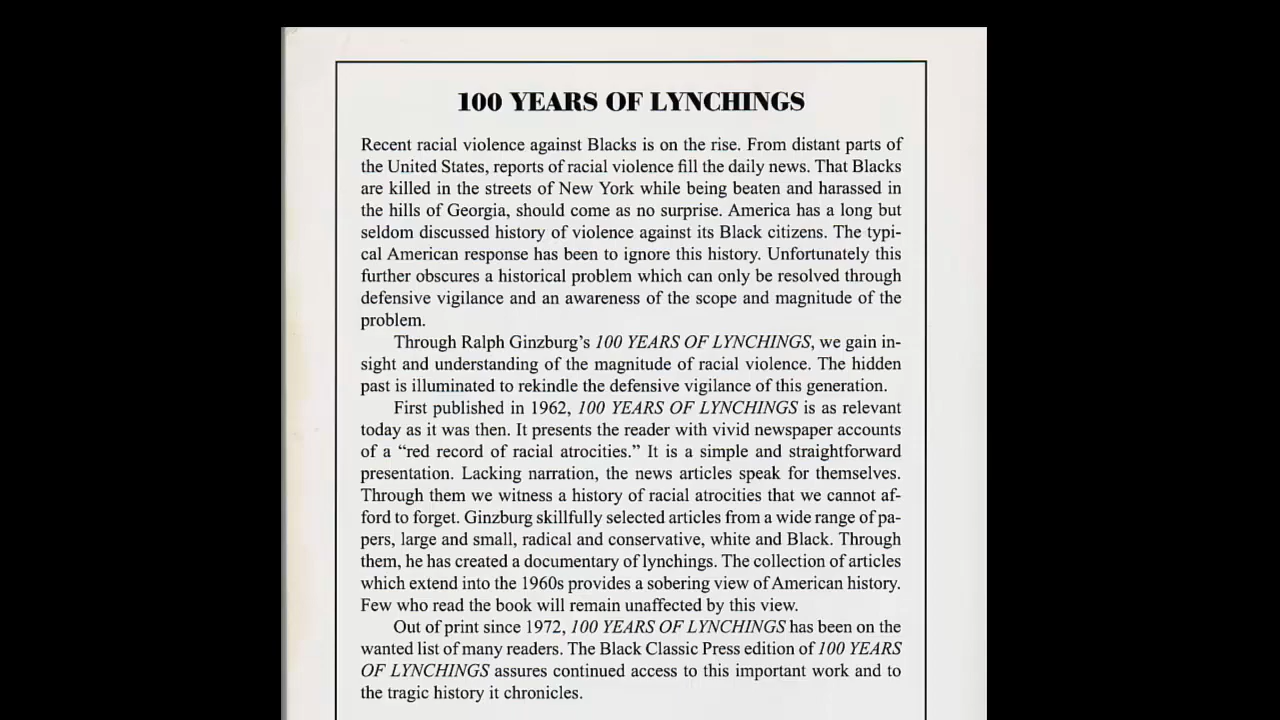 100 YEARS OF LYNCHINGS
Recent racial violence against Blacks is on the rise. From distant parts of
the United States, reports of racial violence fill the daily news. That Blacks
are killed in the streets of New York while being beaten and harassed in
the hills of Georgia, should come as no surprise. America has a long but
seldom discussed history of violence against its Black citizens. The typi-
cal American response has been to ignore this history. Unfortunately this
further obscures a historical problem which can only be resolved through
defensive vigilance and an awareness of the scope and magnitude of the
problem.
Through Ralph Ginzburg’s 100 YEARS OF LYNCHINGS, we gain in-
sight and understanding of the magnitude of racial violence. The hidden
past is illuminated to rekindle the defensive vigilance of this generation.
First published in 1962, 100 YEARS OF LYNCHINGS is as relevant
today as it was then. It presents the reader with vivid newspaper accounts
of a “red record of racial atrocities.” It is a simple and straightforward
presentation. Lacking narration, the news articles speak for themselves.
Through them we witness a history of racial atrocities that we cannot af-
ford to forget. Ginzburg skillfully selected articles from a wide range of pa-
pers, large and small, radical and conservative, white and Black. Through
them, he has created a documentary of lynchings. The collection of articles
which extend into the 1960s provides a sobering view of American history.
Few who read the book will remain unaffected by this view.
Out of print since 1972, 100 YEARS OF LYNCHINGS has been on the
wanted list of many readers. The Black Classic Press edition of 100 YEARS
OF LYNCHINGS assures continued access to this important work and to
the tragic history it chronicles.